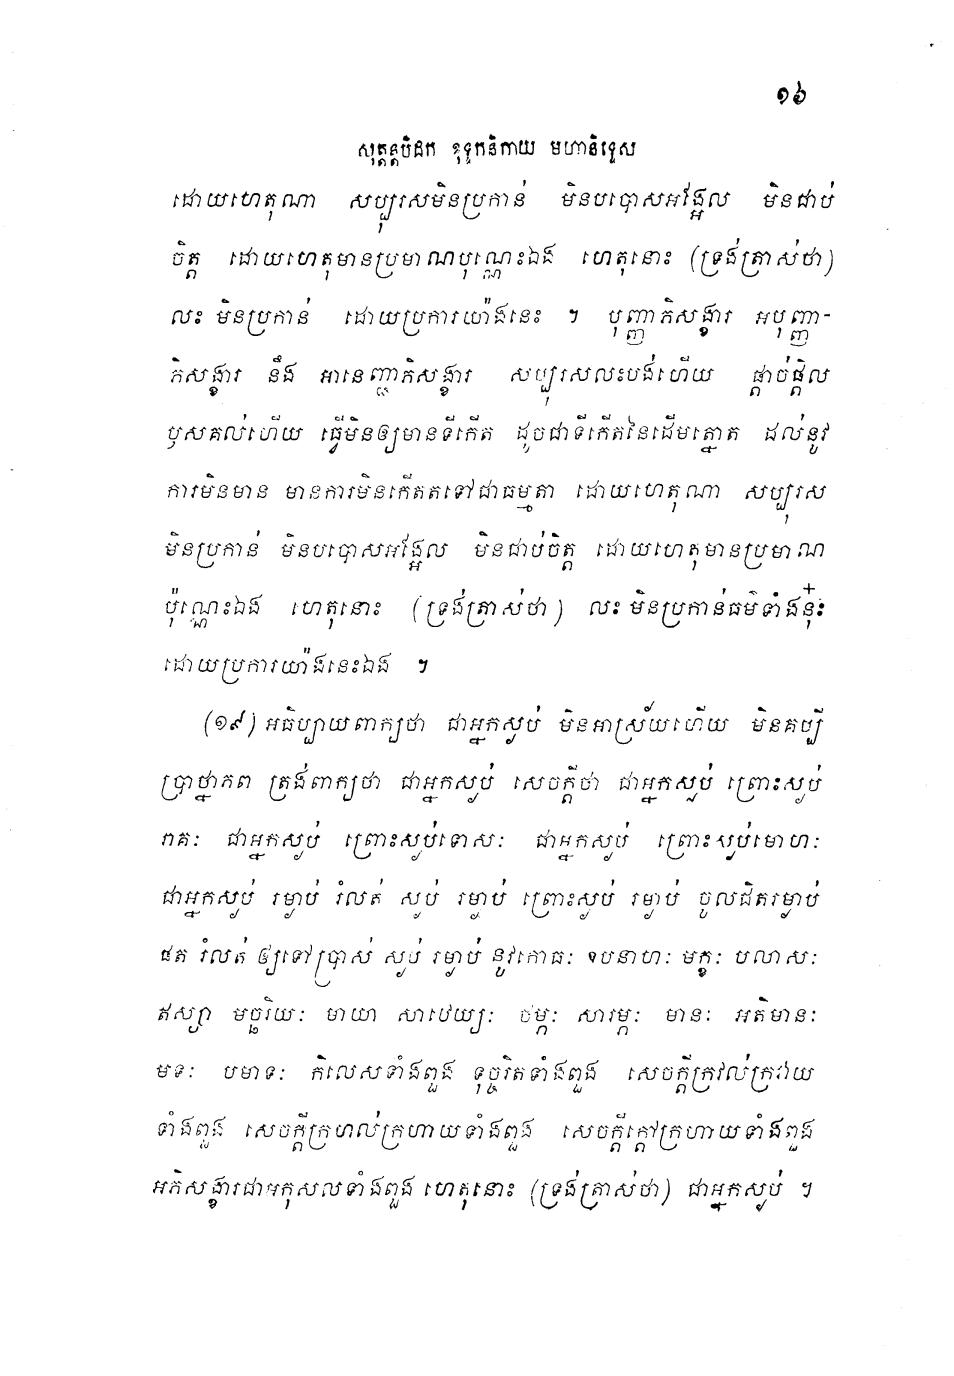 ១៦
សុត្តន្តបិដក ខុទ្ទកនិកាយ មហានិទ្ទេស
ដោយហេតុណា សប្បុរសមិនប្រកាន់ មិនបបោសអង្អែល មិនជាប់
ចិត្ត ដោយហេតុមានប្រមាណប៉ុណ្ណេះឯង ហេតុនោះ (ទ្រង់ត្រាស់ថា)
លះ មិនប្រកាន់ ដោយប្រការយ៉ាងនេះ ។ បុញ្ញាភិសង្ខារ អបុញ្ញា-
ភិសង្ខារ នឹង អានេញ្ជាភិសង្ខារ សប្បុរសលះបង់ហើយ ផ្តាច់ផ្តិល
ឫសគល់ហើយ ធ្វើមិនឲ្យមានទីកើត ដូចជាទីកើតនៃដើមត្នោត ដល់នូវ
ការមិនមាន មានការមិនកើតតទៅជាធម្មតា ដោយហេតុណា សប្បុរស
មិនប្រកាន់ មិនបបោសអង្អែល មិនជាប់ចិត្ត ដោយហេតុមានប្រមាណ
ប៉ុណ្ណេះឯង ហេតុនោះ (ទ្រង់ត្រាស់ថា) លះ មិនប្រកាន់ធម៌ទាំងនុ៎ះ
ដោយប្រការយ៉ាងនេះឯង ។
(១៩) អធិប្បាយពាក្យថា ជាអ្នកស្ងប់ មិនអាស្រ័យហើយ មិនគប្បី
ប្រាថ្នាភព ត្រង់ពាក្យថា ជាអ្នកស្ងប់ សេចក្តីថា ជាអ្នកស្ងប់ ព្រោះស្ងប់
រាគៈ ជាអ្នកស្ងប់ ព្រោះស្ងប់ទោសៈ ជាអ្នកស្ងប់ ព្រោះស្ងប់មោហៈ
ជាអ្នកស្ងប់ រម្ងាប់ រំលត់ ស្ងប់ រម្ងាប់ ព្រោះស្ងប់ រម្ងាប់ ចូលជិតរម្ងាប់
ផត រំលត់ ឲ្យទៅប្រាស់ ស្ងប់ រម្ងាប់ នូវកោធៈ ឧបនាហៈ មក្ខៈ បលាសៈ
ឥស្សា មច្ឆរិយៈ មាយា សាឋេយ្យៈ ថម្ភៈ សារម្ភៈ មានៈ អតិមានៈ
មទៈ បមាទៈ កិលេសទាំងពួង ទុច្ចរិតទាំងពួង សេចក្តីក្រវល់ក្រវាយ
ទាំងពួង សេចក្តីក្រហល់ក្រហាយទាំងពួង សេចក្តីក្តៅក្រហាយទាំងពួង
អភិសង្ខារជាអកុសលទាំងពួង ហេតុនោះ (ទ្រង់ត្រាស់ថា) ជាអ្នកស្ងប់ ។